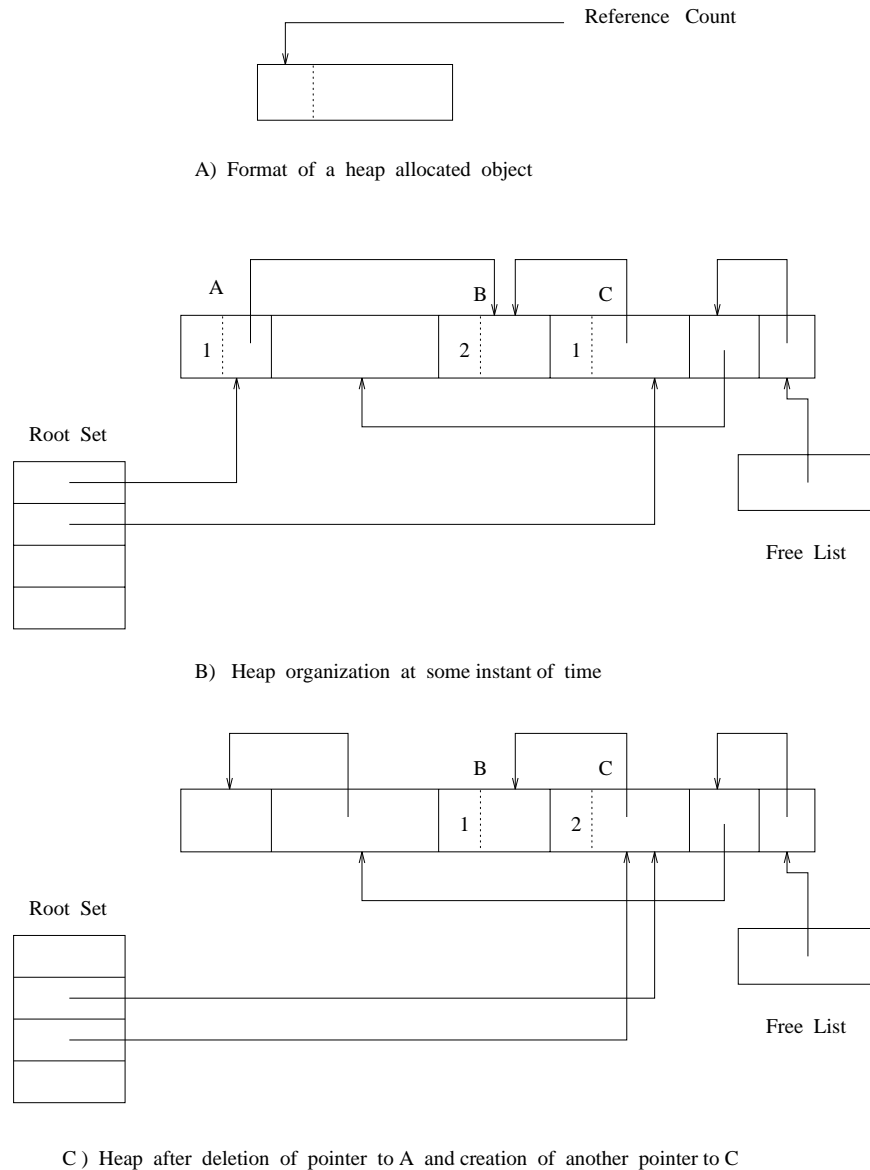 Reference Count
A) Format of a heap allocated object
A
B
C
1
2
1
Root Set
Free List
B) Heap organization at some instant of time
B
C
1
2
Root Set
Free List
C ) Heap after deletion of pointer to A and creation of another pointer to C